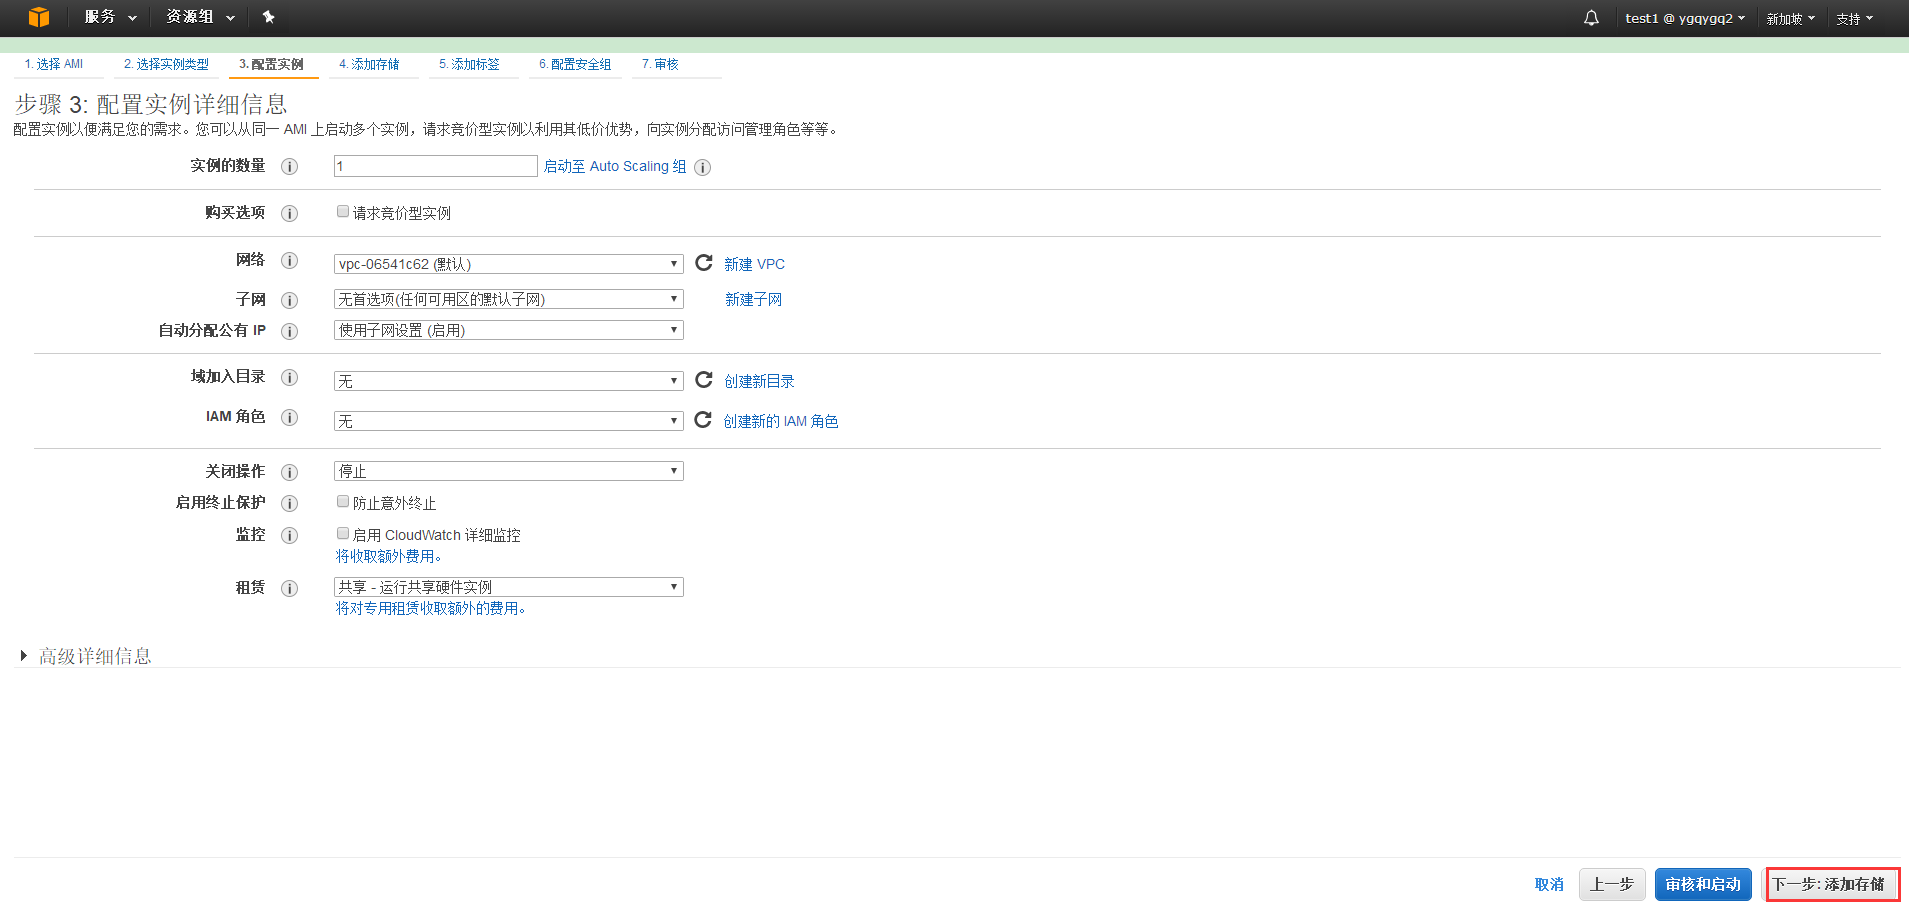 服务 资源组 test1 @ ygqygq2 新加坡 支持
1. 选择 AMI 2. 选择实例类型 3. 配置实例 4. 添加存储 5. 添加标签 6. 配置安全组 7. 审核
步骤 3: 配置实例详细信息
配置实例以便满足您的需求。您可以从同一 AMI 上启动多个实例，请求竞价型实例以利用其低价优势，向实例分配访问管理角色等等。
实例的数量 1 启动至 Auto Scaling 组
购买选项 请求竞价型实例
网络 vpc-06541c62 (默认) 新建 VPC
子网 无首选项(任何可用区的默认子网) 新建子网
自动分配公有 IP 使用子网设置 (启用)
域加入目录 无 创建新目录
IAM 角色 无 创建新的 IAM 角色
关闭操作 停止
启用终止保护 防止意外终止
监控 启用 CloudWatch 详细监控
将收取额外费用。
租赁 共享 - 运行共享硬件实例
将对专用租赁收取额外的费用。
高级详细信息
取消 上一步 审核和启动 下一步: 添加存储